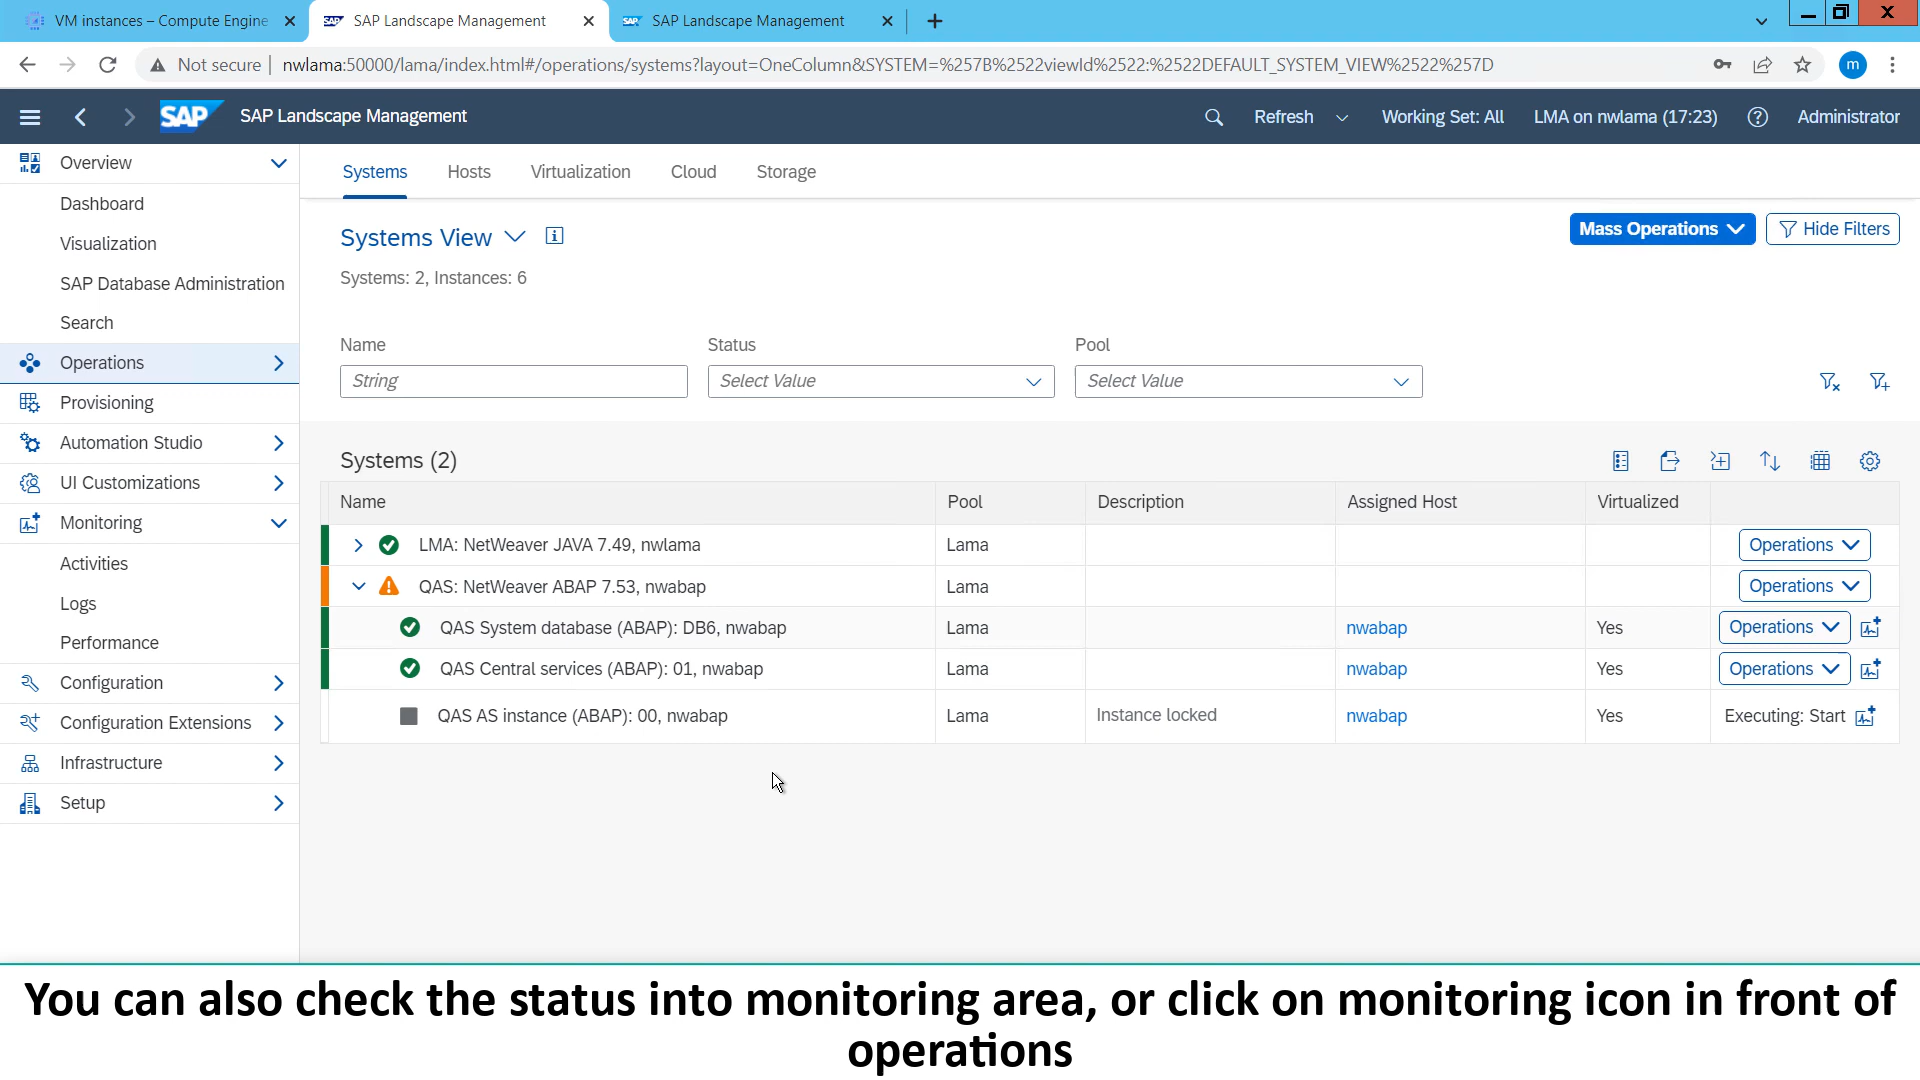 VM instances – Compute Engine
SAP Landscape Management
SAP Landscape Management
Not secure
nwlama:50000/lama/index.html#/operations/systems?layout=OneColumn&SYSTEM=%257B%2522viewId%2522:%2522DEFAULT_SYSTEM_VIEW%2522%257D
m
SAP
SAP Landscape Management
Refresh
Working Set: All
LMA on nwlama (17:23)
Administrator
Overview
Dashboard
Visualization
SAP Database Administration
Search
Operations
Provisioning
Automation Studio
UI Customizations
Monitoring
Activities
Logs
Performance
Configuration
Configuration Extensions
Infrastructure
Setup
Systems Hosts Virtualization Cloud Storage
Systems View
Mass Operations
Hide Filters
Systems: 2, Instances: 6
Name Status Pool
String Select Value Select Value
Systems (2)
Name Pool Description Assigned Host Virtualized
LMA: NetWeaver JAVA 7.49, nwlama Lama Operations
QAS: NetWeaver ABAP 7.53, nwabap Lama Operations
QAS System database (ABAP): DB6, nwabap Lama nwabap Yes Operations
QAS Central services (ABAP): 01, nwabap Lama nwabap Yes Operations
QAS AS instance (ABAP): 00, nwabap Lama Instance locked nwabap Yes Executing: Start
You can also check the status into monitoring area, or click on monitoring icon in front of
operations